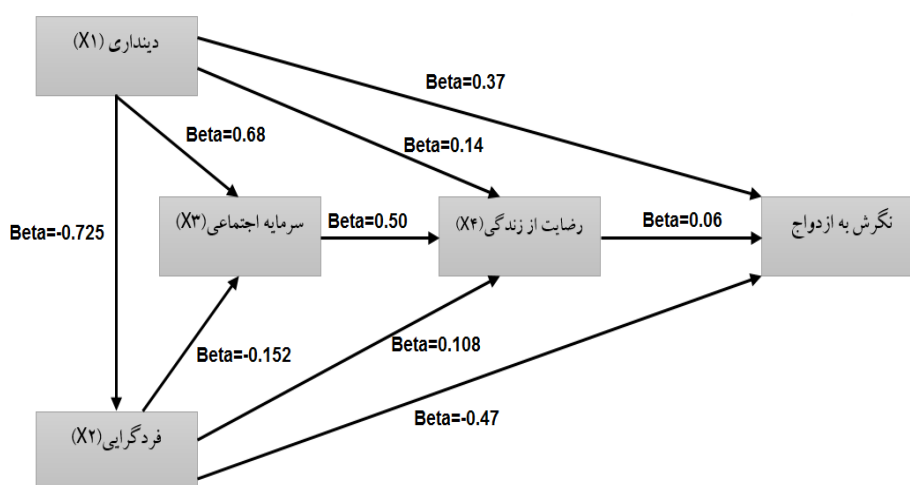 دینداری (X۱)
Beta=0.37
Beta=0.68
Beta=0.14
سرمایه اجتماعی(X۳)
Beta=0.50
رضایت از زندگی(X۴)
Beta=0.06
نگرش به ازدواج
Beta=-0.725
Beta=-0.152
Beta=0.108
Beta=-0.47
فردگرایی(X۲)